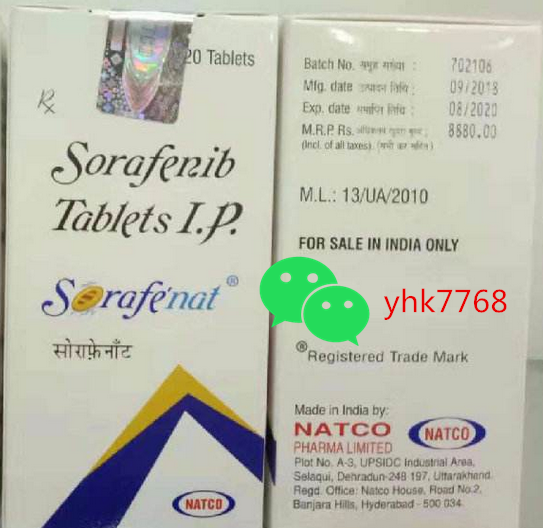 20 Tablets
Rx
Sorafenib
Tablets I.P.
Sorafenat®
सोराफ़ेनॉट
NATCO
Batch No. समूह संख्या : 702106
Mfg. date उत्पादन तिथि : 09/2018
Exp. date समाप्ति तिथि : 08/2020
M.R.P. Rs. अधिकतम खुदरा मूल्य : 8880.00
(Incl. of all taxes). (सभी कर सहित)
M.L.: 13/UA/2010
FOR SALE IN INDIA ONLY
yhk7768
®Registered Trade Mark
Made in India by:
NATCO
PHARMA LIMITED
NATCO
Plot No. A-3, UPSIDC Industrial Area,
Selaqui, Dehradun-248 197, Uttarakhand.
Regd. Office: Natco House, Road No.2,
Banjara Hills, Hyderabad - 500 034.